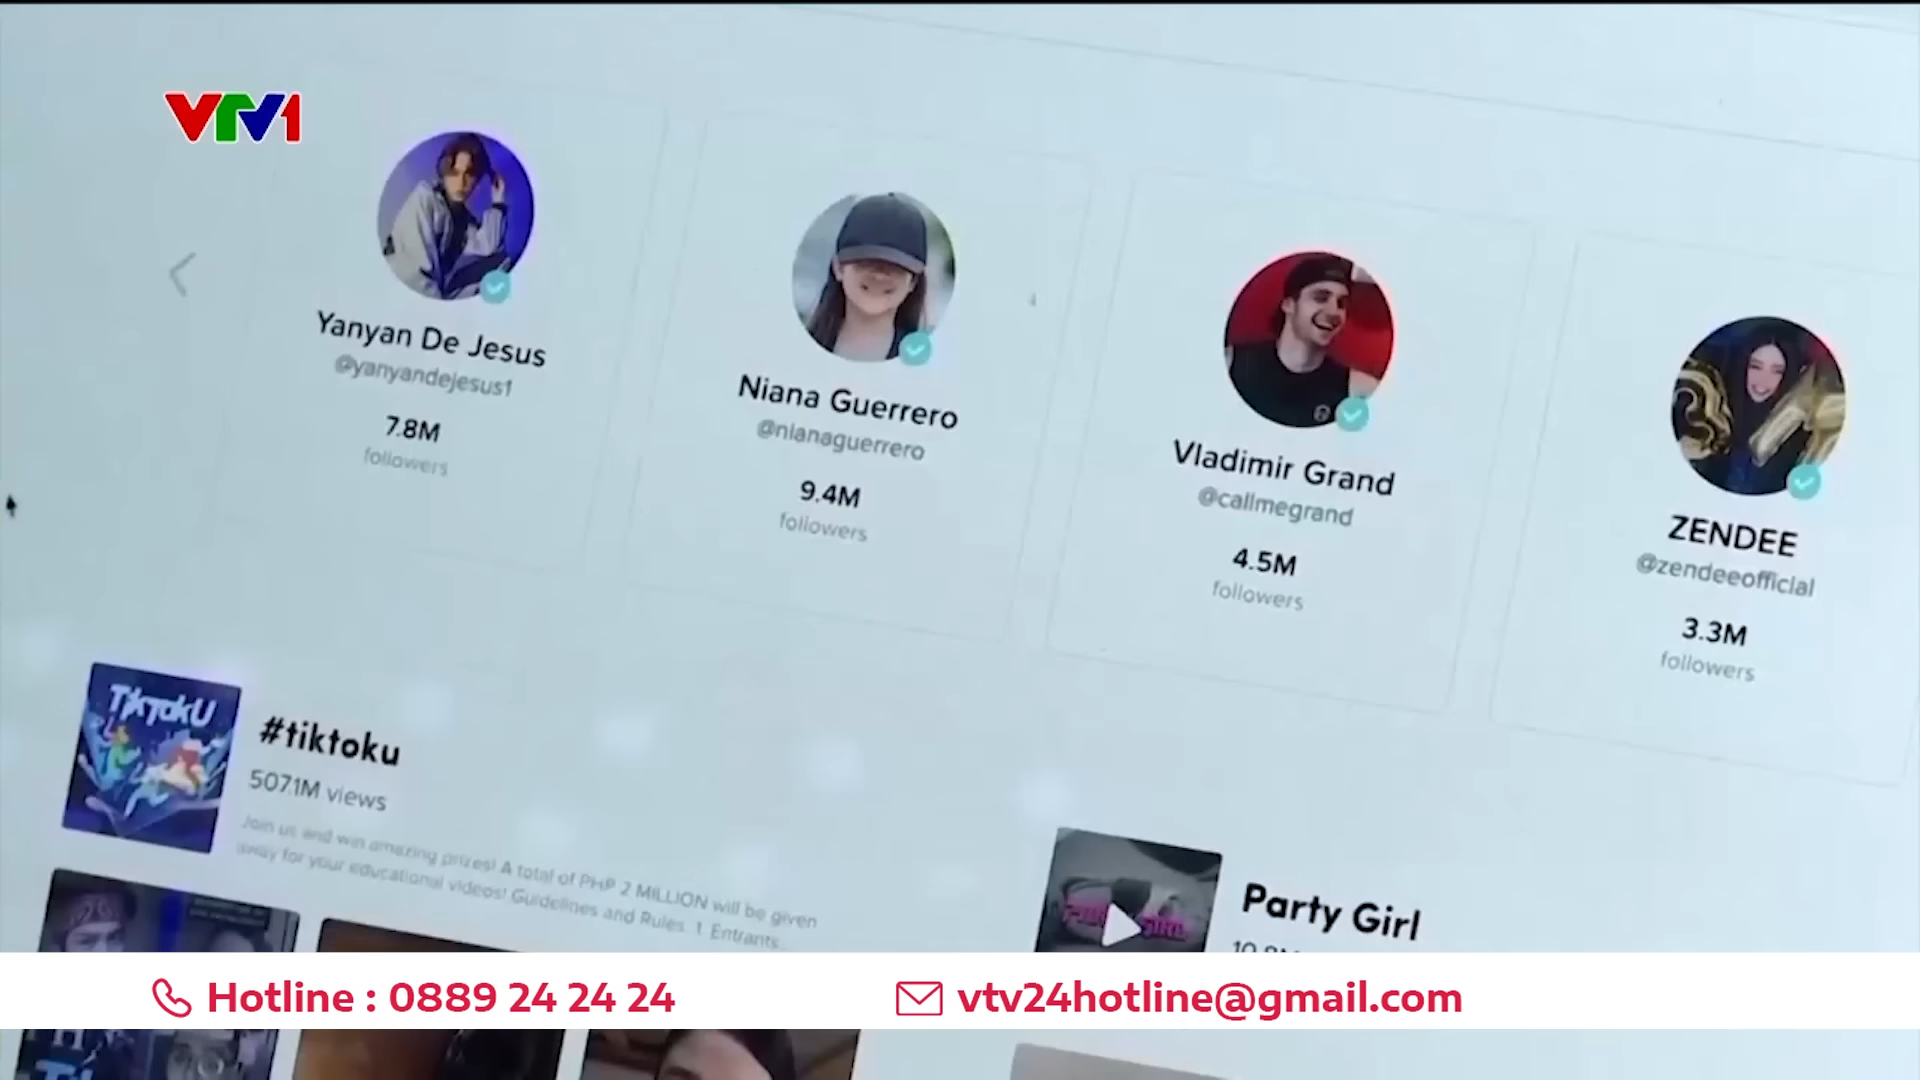 VTV1
Yanyan De Jesus
@yanyandejesus1
7.8M
followers
Niana Guerrero
@nianaguerrero
9.4M
followers
Vladimir Grand
@callmegrand
4.5M
followers
ZENDEE
@zendeeofficial
3.3M
followers
TikTokU
#tiktoku
507.1M views
Join us and win amazing prizes! A total of PHP 2 MILLION will be given
away for your educational videos! Guidelines and Rules. 1. Entrants...
Party Girl
Hotline : 0889 24 24 24
vtv24hotline@gmail.com